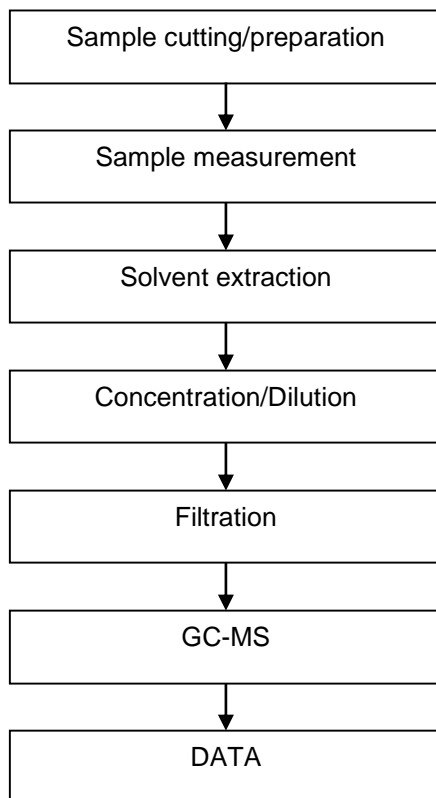 Sample cutting/preparation
Sample measurement
Solvent extraction
Concentration/Dilution
Filtration
GC-MS
DATA